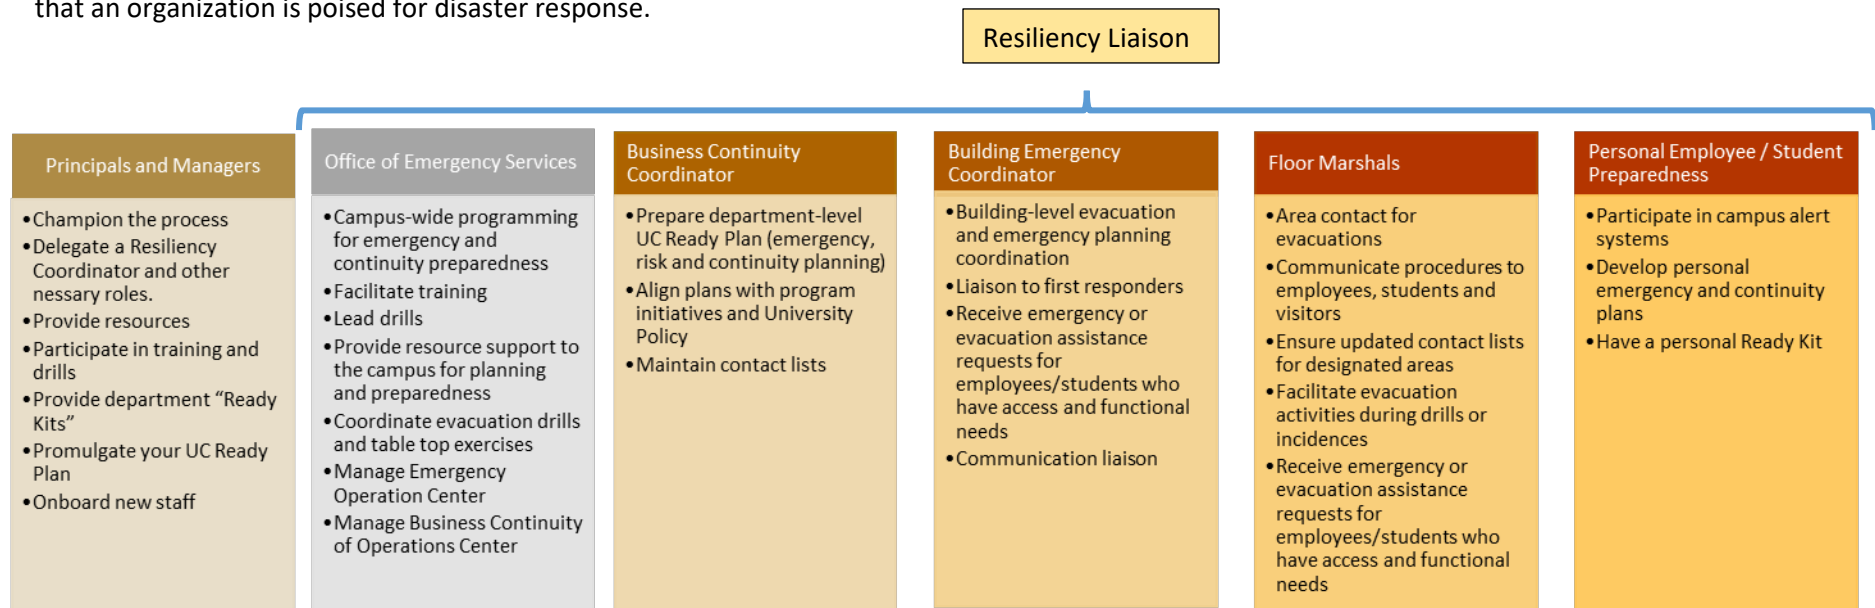 that an organization is poised for disaster response.
Resiliency Liaison
Principals and Managers
•Champion the process
•Delegate a Resiliency
Coordinator and other
nessary roles.
•Provide resources
•Participate in training and
drills
•Provide department “Ready
Kits”
•Promulgate your UC Ready
Plan
•Onboard new staff
Office of Emergency Services
•Campus-wide programming
for emergency and
continuity preparedness
•Facilitate training
•Lead drills
•Provide resource support to
the campus for planning
and preparedness
•Coordinate evacuation drills
and table top exercises
•Manage Emergency
Operation Center
•Manage Business Continuity
of Operations Center
Business Continuity
Coordinator
•Prepare department-level
UC Ready Plan (emergency,
risk and continuity planning)
•Align plans with program
initiatives and University
Policy
•Maintain contact lists
Building Emergency
Coordinator
•Building-level evacuation
and emergency planning
coordination
•Liaison to first responders
•Receive emergency or
evacuation assistance
requests for
employees/students who
have access and functional
needs
•Communication liaison
Floor Marshals
•Area contact for
evacuations
•Communicate procedures to
employees, students and
visitors
•Ensure updated contact lists
for designated areas
•Facilitate evacuation
activities during drills or
incidences
•Receive emergency or
evacuation assistance
requests for
employees/students who
have access and functional
needs
Personal Employee / Student
Preparedness
•Participate in campus alert
systems
•Develop personal
emergency and continuity
plans
•Have a personal Ready Kit